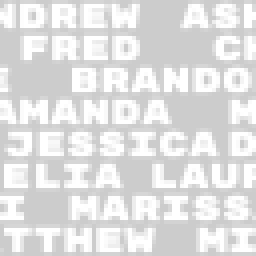 NDREW ASH
FRED CH
E BRANDO
AMANDA M
JESSICA D
ELIA LAUR
I MARISS
TTHEW MI